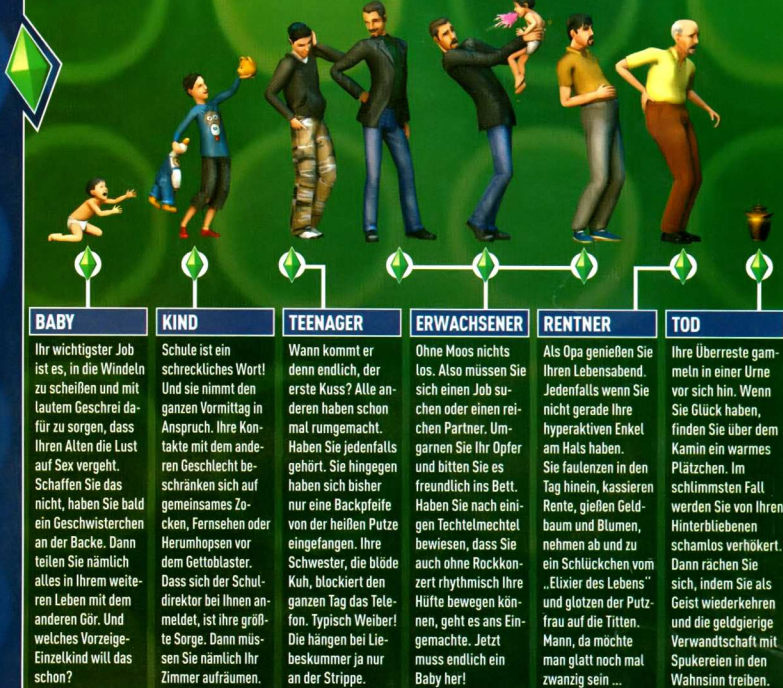 BABY
Ihr wichtigster Job
ist es, in die Windeln
zu scheißen und mit
lautem Geschrei da-
für zu sorgen, dass
Ihren Alten die Lust
auf Sex vergeht.
Schaffen Sie das
nicht, haben Sie bald
ein Geschwisterchen
an der Backe. Dann
teilen Sie nämlich
alles in Ihrem weite-
ren Leben mit dem
anderen Gör. Und
welches Vorzeige-
Einzelkind will das
schon?
KIND
Schule ist ein
schreckliches Wort!
Und sie nimmt den
ganzen Vormittag in
Anspruch. Ihre Kon-
takte mit dem ande-
ren Geschlecht be-
schränken sich auf
gemeinsames Zo-
cken, Fernsehen oder
Herumhopsen vor
dem Gettoblaster.
Dass sich der Schul-
direktor bei Ihnen an-
meldet, ist ihre größ-
te Sorge. Dann müs-
sen Sie nämlich Ihr
Zimmer aufräumen.
TEENAGER
Wann kommt er
denn endlich, der
erste Kuss? Alle an-
deren haben schon
mal rumgemacht.
Haben Sie jedenfalls
gehört. Sie hingegen
haben sich bisher
nur eine Backpfeife
von der heißen Putze
eingefangen. Ihre
Schwester, die blöde
Kuh, blockiert den
ganzen Tag das Tele-
fon. Typisch Weiber!
Die hängen bei Lie-
beskummer ja nur
an der Strippe.
ERWACHSENER
Ohne Moos nichts
los. Also müssen Sie
sich einen Job su-
chen oder einen rei-
chen Partner. Um-
garnen Sie Ihr Opfer
und bitten Sie es
freundlich ins Bett.
Haben Sie nach eini-
gen Techtelmechtel
bewiesen, dass Sie
auch ohne Rockkon-
zert rhythmisch Ihre
Hüfte bewegen kön-
nen, geht es ans Ein-
gemachte. Jetzt
muss endlich ein
Baby her!
RENTNER
Als Opa genießen Sie
Ihren Lebensabend.
Jedenfalls wenn Sie
nicht gerade Ihre
hyperaktiven Enkel
am Hals haben.
Sie faulenzen in den
Tag hinein, kassieren
Rente, gießen Geld-
baum und Blumen,
nehmen ab und zu
ein Schlückchen vom
„Elixier des Lebens"
und glotzen der Putz-
frau auf die Titten.
Mann, da möchte
man glatt noch mal
zwanzig sein ...
TOD
Ihre Überreste gam-
meln in einer Urne
vor sich hin. Wenn
Sie Glück haben,
finden Sie über dem
Kamin ein warmes
Plätzchen. Im
schlimmsten Fall
werden Sie von Ihren
Hinterbliebenen
schamlos verhökert.
Dann rächen Sie
sich, indem Sie als
Geist wiederkehren
und die geldgierige
Verwandtschaft mit
Spukereien in den
Wahnsinn treiben.